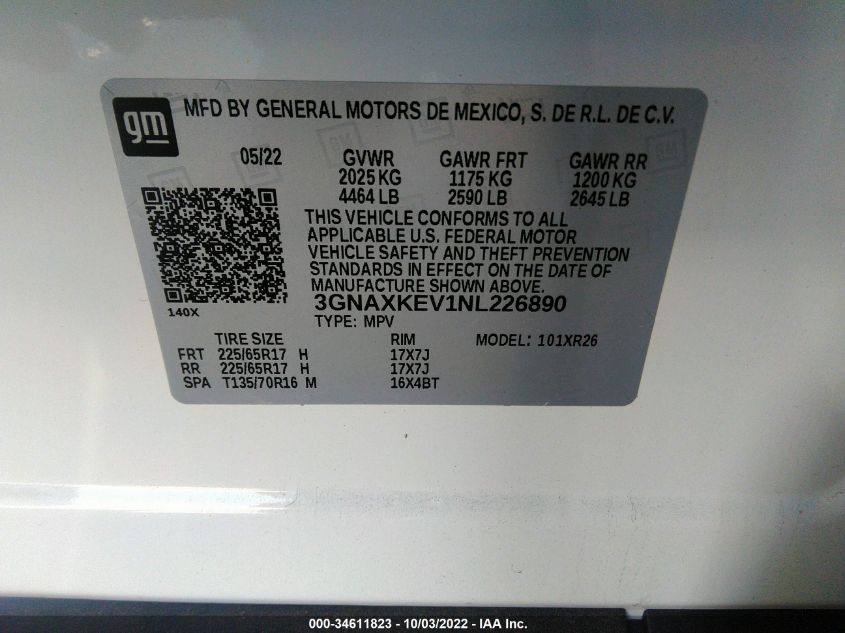 gm
MFD BY GENERAL MOTORS DE MEXICO, S. DE R.L. DE C.V.
05/22 GVWR GAWR FRT GAWR RR
2025 KG 1175 KG 1200 KG
4464 LB 2590 LB 2645 LB
THIS VEHICLE CONFORMS TO ALL
APPLICABLE U.S. FEDERAL MOTOR
VEHICLE SAFETY AND THEFT PREVENTION
STANDARDS IN EFFECT ON THE DATE OF
MANUFACTURE SHOWN ABOVE.
3GNAXKEV1NL226890
140X
TYPE: MPV
TIRE SIZE RIM MODEL: 101XR26
FRT 225/65R17 H 17X7J
RR 225/65R17 H 17X7J
SPA T135/70R16 M 16X4BT
000-34611823 - 10/03/2022 - IAA Inc.